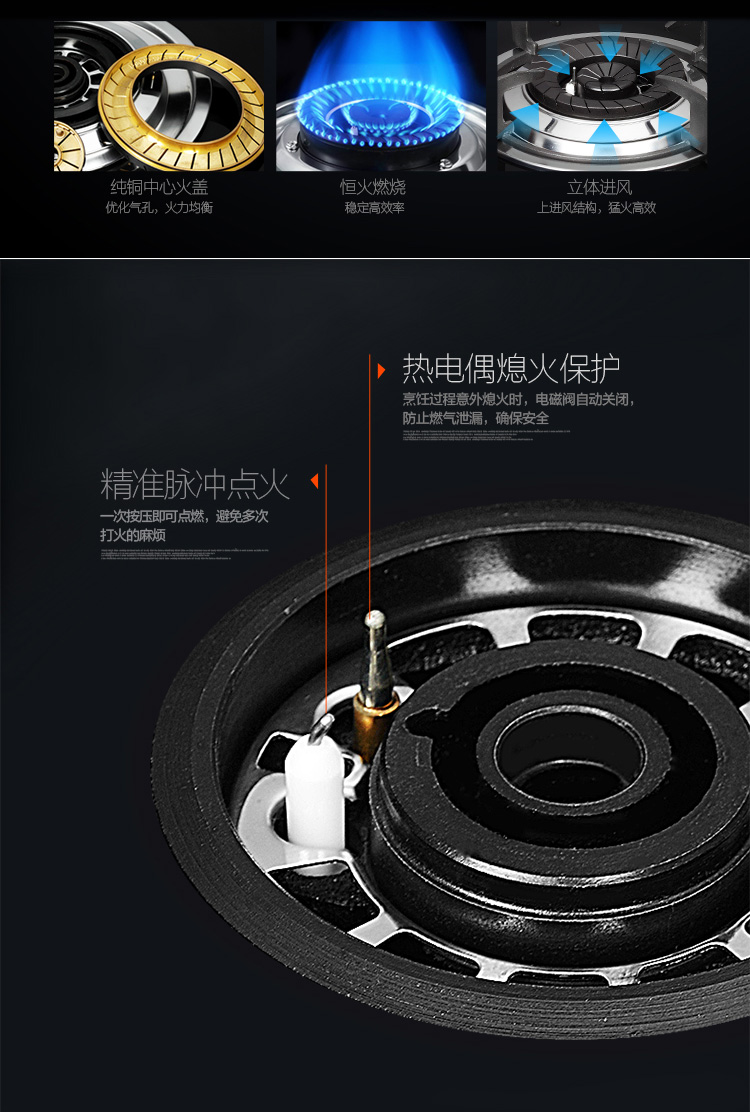 纯铜中心火盖
优化气孔，火力均衡
恒火燃烧
稳定高效率
立体进风
上进风结构，猛火高效
热电偶熄火保护
烹饪过程意外熄火时，电磁阀自动关闭，
防止燃气泄漏，确保安全
精准脉冲点火
一次按压即可点燃，避免多次
打火的麻烦